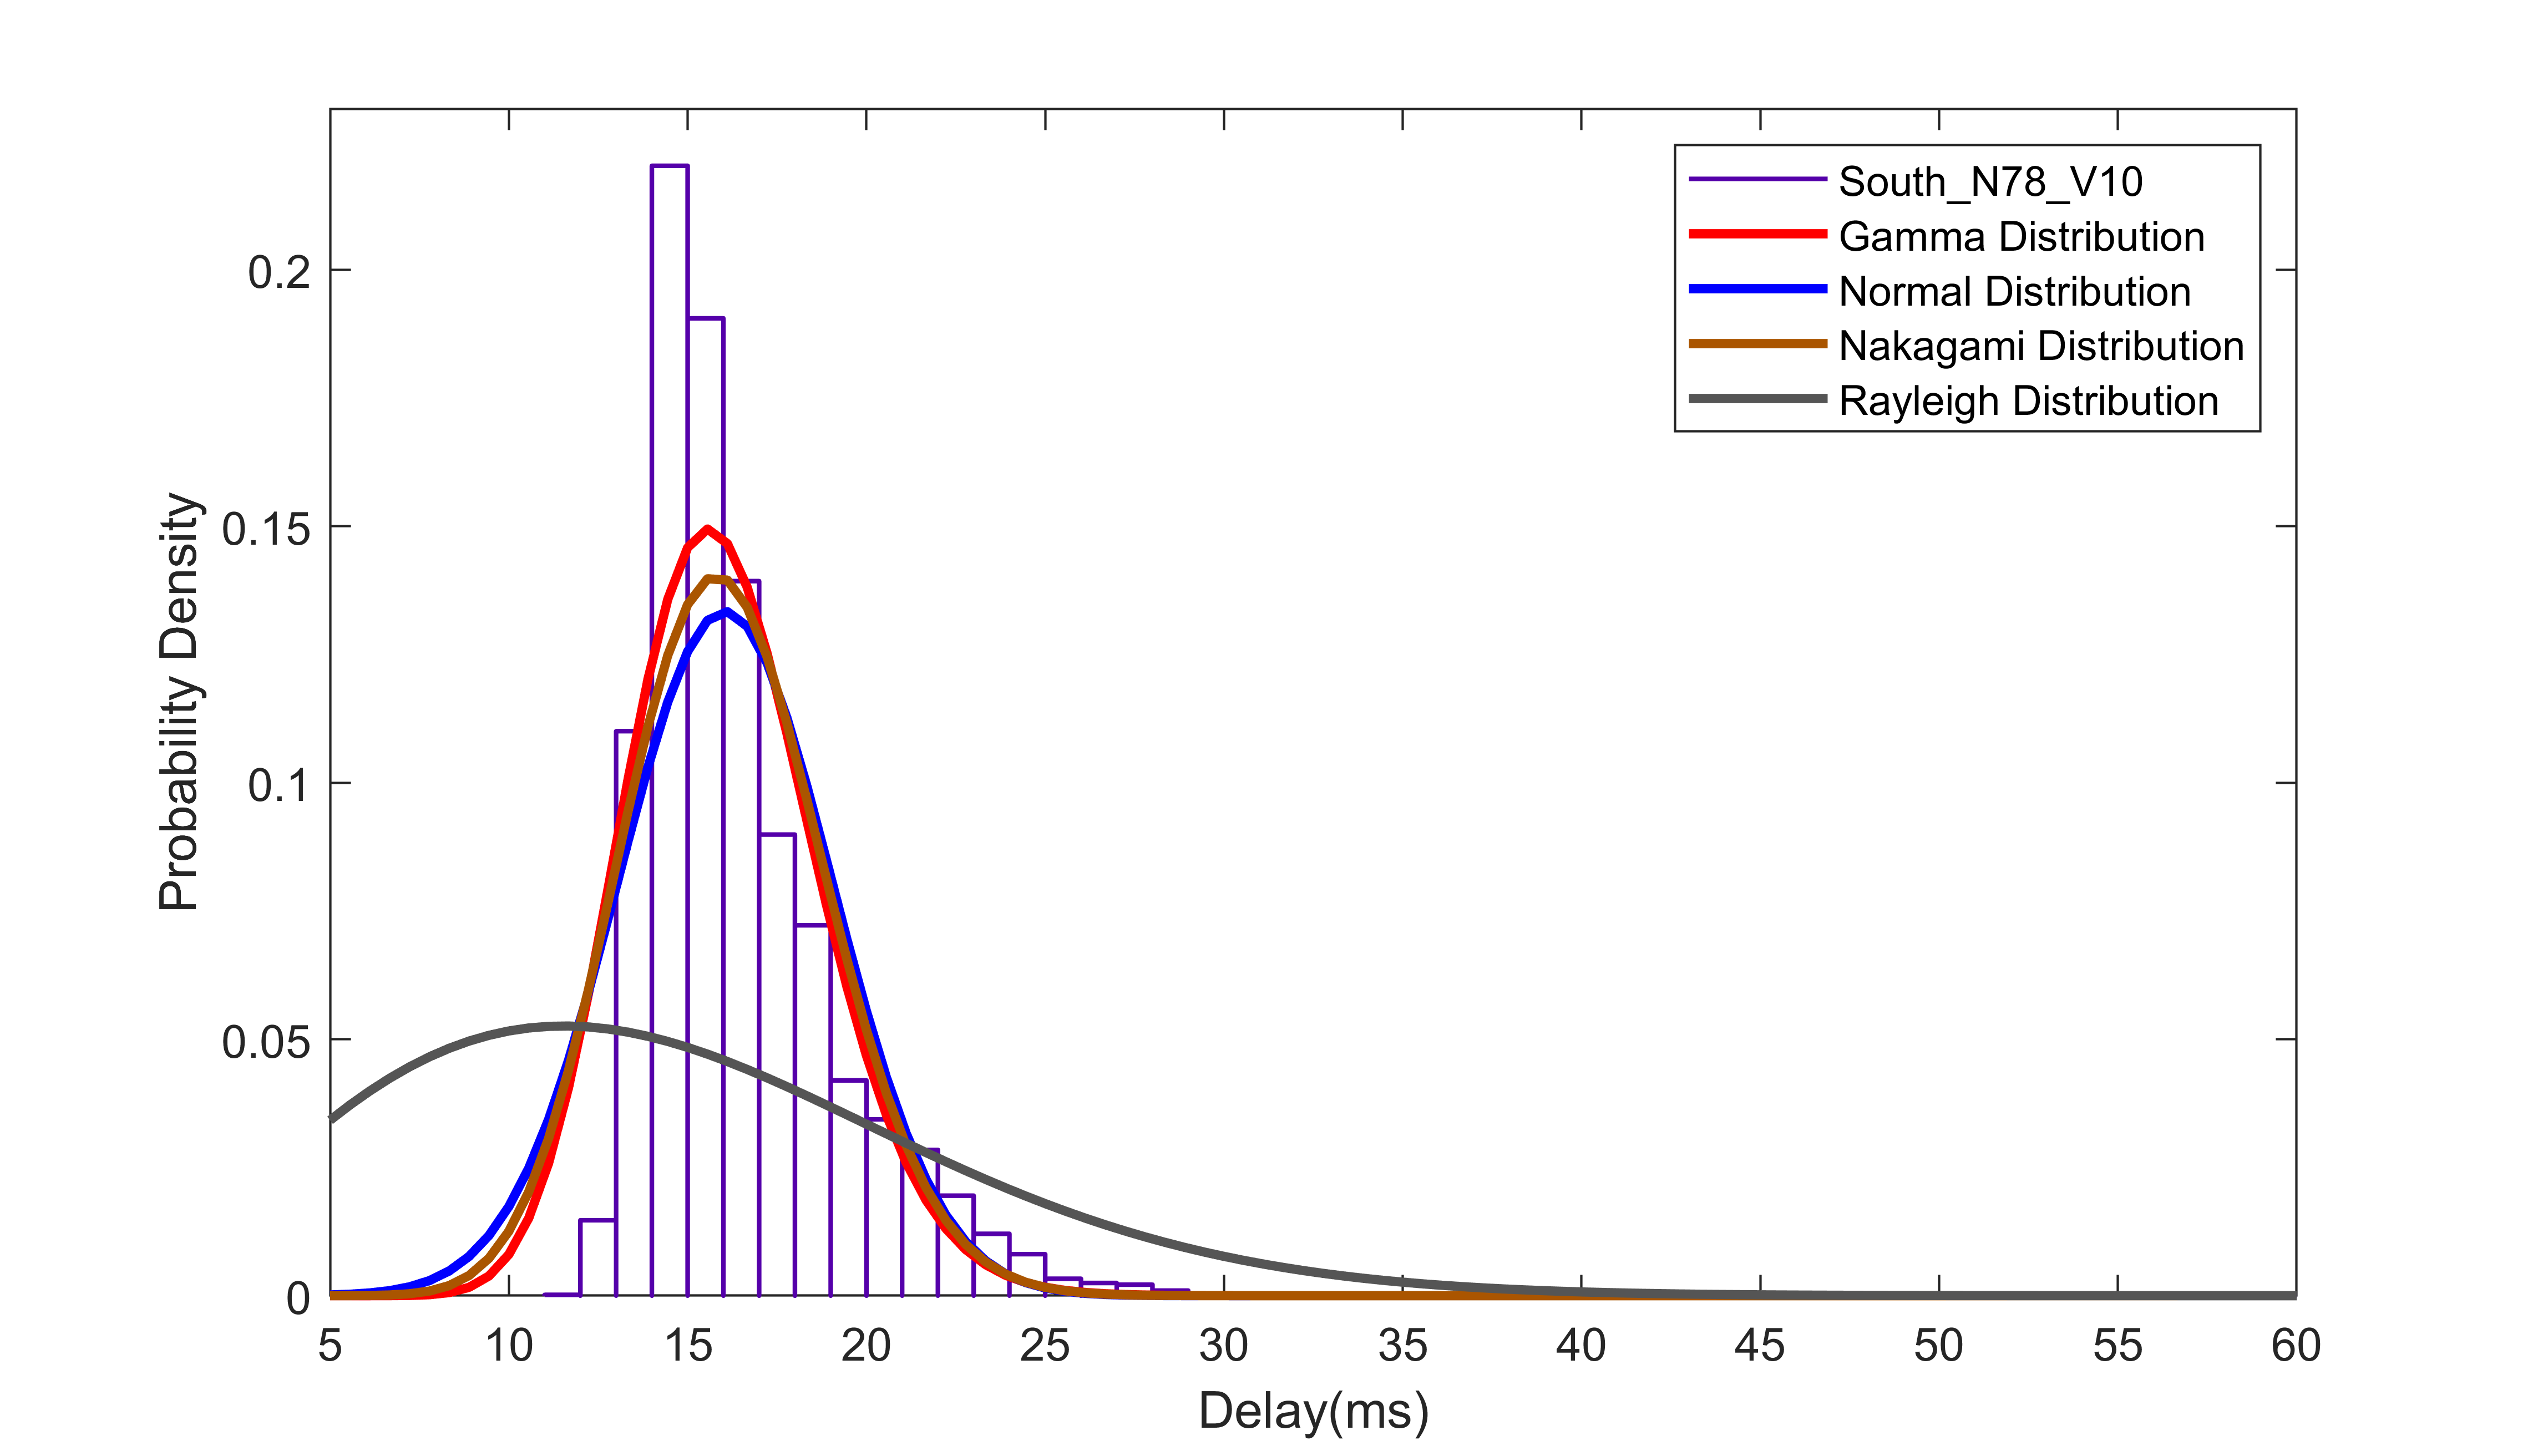 South_N78_V10
Gamma Distribution
Normal Distribution
Nakagami Distribution
Rayleigh Distribution
0.2
0.15
0.1
0.05
0
Probability Density
5 10 15 20 25 30 35 40 45 50 55 60
Delay(ms)